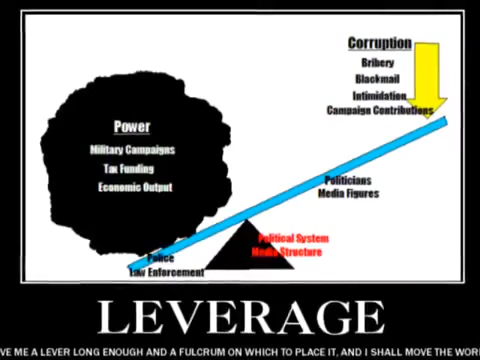 Corruption
Bribery
Blackmail
Intimidation
Campaign Contributions
Power
Military Campaigns
Tax Funding
Economic Output
Politicians
Media Figures
Political System
Media Structure
Police
Law Enforcement
LEVERAGE
VE ME A LEVER LONG ENOUGH AND A FULCRUM ON WHICH TO PLACE IT, AND I SHALL MOVE THE WOR